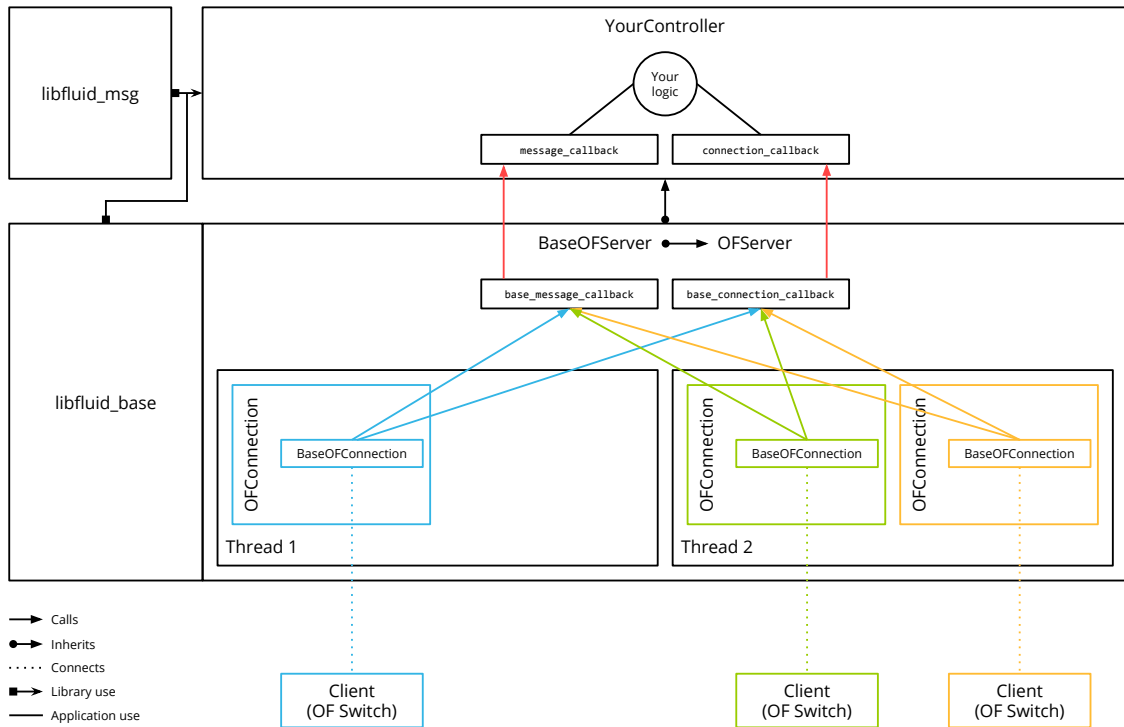 YourController
libfluid_msg
Your
logic
message_callback
connection_callback
BaseOFServer
OFServer
base_message_callback
base_connection_callback
libfluid_base
OFConnection
BaseOFConnection
Thread 1
OFConnection
BaseOFConnection
OFConnection
BaseOFConnection
Thread 2
Calls
Inherits
Connects
Library use
Application use
Client
(OF Switch)
Client
(OF Switch)
Client
(OF Switch)